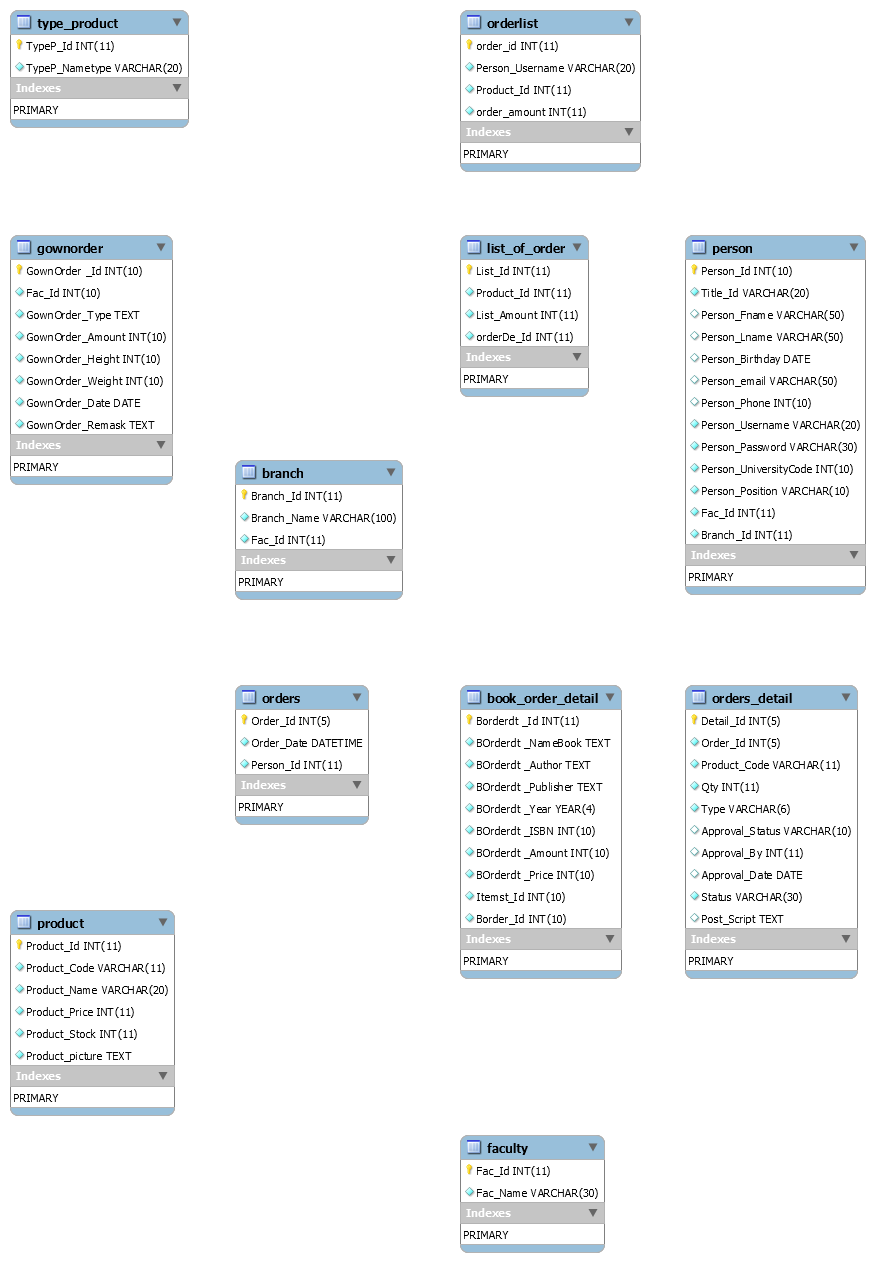 type_product
TypeP_Id INT(11)
TypeP_Nametype VARCHAR(20)
Indexes
PRIMARY
orderlist
order_id INT(11)
Person_Username VARCHAR(20)
Product_Id INT(11)
order_amount INT(11)
Indexes
PRIMARY
gownorder
GownOrder _Id INT(10)
Fac_Id INT(10)
GownOrder_Type TEXT
GownOrder_Amount INT(10)
GownOrder_Height INT(10)
GownOrder_Weight INT(10)
GownOrder_Date DATE
GownOrder_Remask TEXT
Indexes
PRIMARY
list_of_order
List_Id INT(11)
Product_Id INT(11)
List_Amount INT(11)
orderDe_Id INT(11)
Indexes
PRIMARY
person
Person_Id INT(10)
Title_Id VARCHAR(20)
Person_Fname VARCHAR(50)
Person_Lname VARCHAR(50)
Person_Birthday DATE
Person_email VARCHAR(50)
Person_Phone INT(10)
Person_Username VARCHAR(20)
Person_Password VARCHAR(30)
Person_UniversityCode INT(10)
Person_Position VARCHAR(10)
Fac_Id INT(11)
Branch_Id INT(11)
Indexes
PRIMARY
branch
Branch_Id INT(11)
Branch_Name VARCHAR(100)
Fac_Id INT(11)
Indexes
PRIMARY
orders
Order_Id INT(5)
Order_Date DATETIME
Person_Id INT(11)
Indexes
PRIMARY
book_order_detail
Borderdt _Id INT(11)
BOrderdt _NameBook TEXT
BOrderdt _Author TEXT
BOrderdt _Publisher TEXT
BOrderdt _Year YEAR(4)
BOrderdt _ISBN INT(10)
BOrderdt _Amount INT(10)
BOrderdt _Price INT(10)
Itemst_Id INT(10)
Border_Id INT(10)
Indexes
PRIMARY
orders_detail
Detail_Id INT(5)
Order_Id INT(5)
Product_Code VARCHAR(11)
Qty INT(11)
Type VARCHAR(6)
Approval_Status VARCHAR(10)
Approval_By INT(11)
Approval_Date DATE
Status VARCHAR(30)
Post_Script TEXT
Indexes
PRIMARY
product
Product_Id INT(11)
Product_Code VARCHAR(11)
Product_Name VARCHAR(20)
Product_Price INT(11)
Product_Stock INT(11)
Product_picture TEXT
Indexes
PRIMARY
faculty
Fac_Id INT(11)
Fac_Name VARCHAR(30)
Indexes
PRIMARY